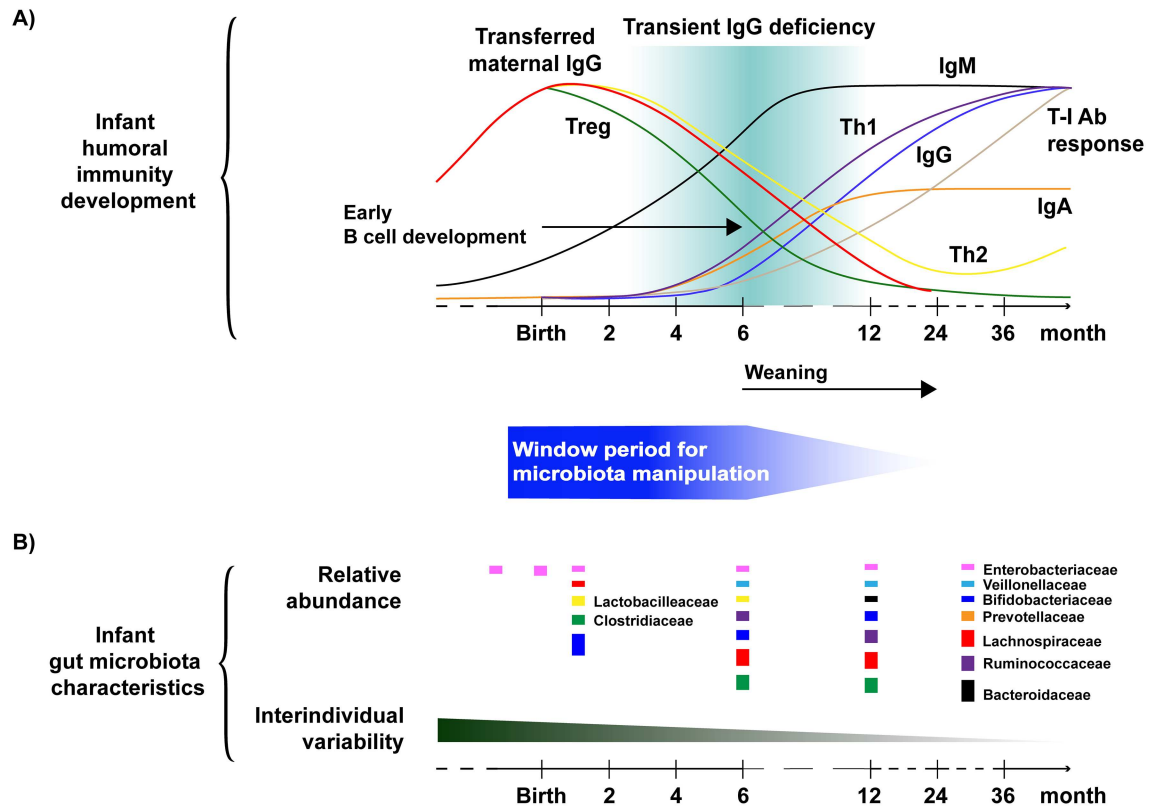 A)
Infant
humoral
immunity
development
Transferred
maternal IgG
Transient IgG deficiency
IgM
Treg
Th1
T-I Ab
response
IgG
IgA
Early
B cell development
Th2
Birth 2 4 6 12 24 36 month
Weaning
Window period for
microbiota manipulation
B)
Infant
gut microbiota
characteristics
Relative
abundance
Lactobacilleaceae
Clostridiaceae
Enterobacteriaceae
Veillonellaceae
Bifidobacteriaceae
Prevotellaceae
Lachnospiraceae
Ruminococcaceae
Bacteroidaceae
Interindividual
variability
Birth 2 4 6 12 24 36 month